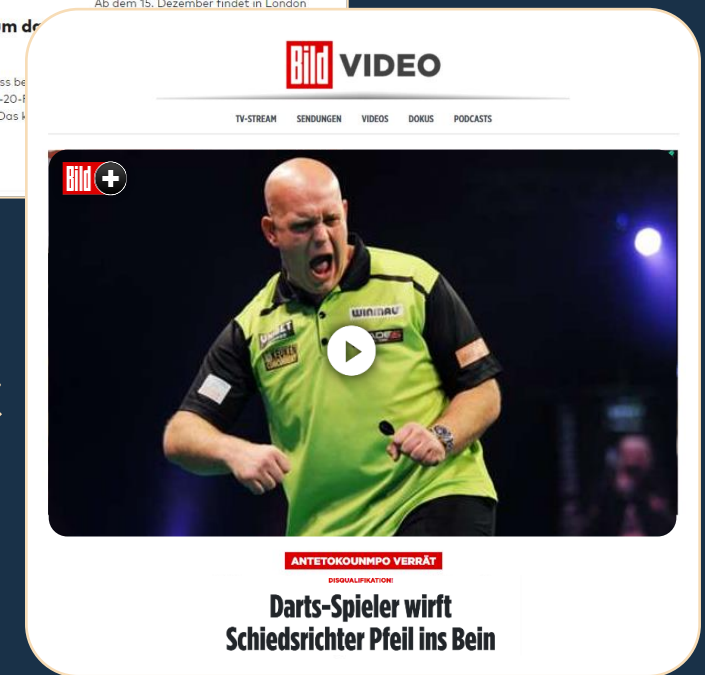 Ab dem 15. Dezember findet in London
Bild VIDEO
TV-STREAM SENDUNGEN VIDEOS DOKUS PODCASTS
Bild +
WINMAU
UNIBET
ANTETOKOUNMPO VERRÄT
DISQUALIFIKATION!
Darts-Spieler wirft
Schiedsrichter Pfeil ins Bein